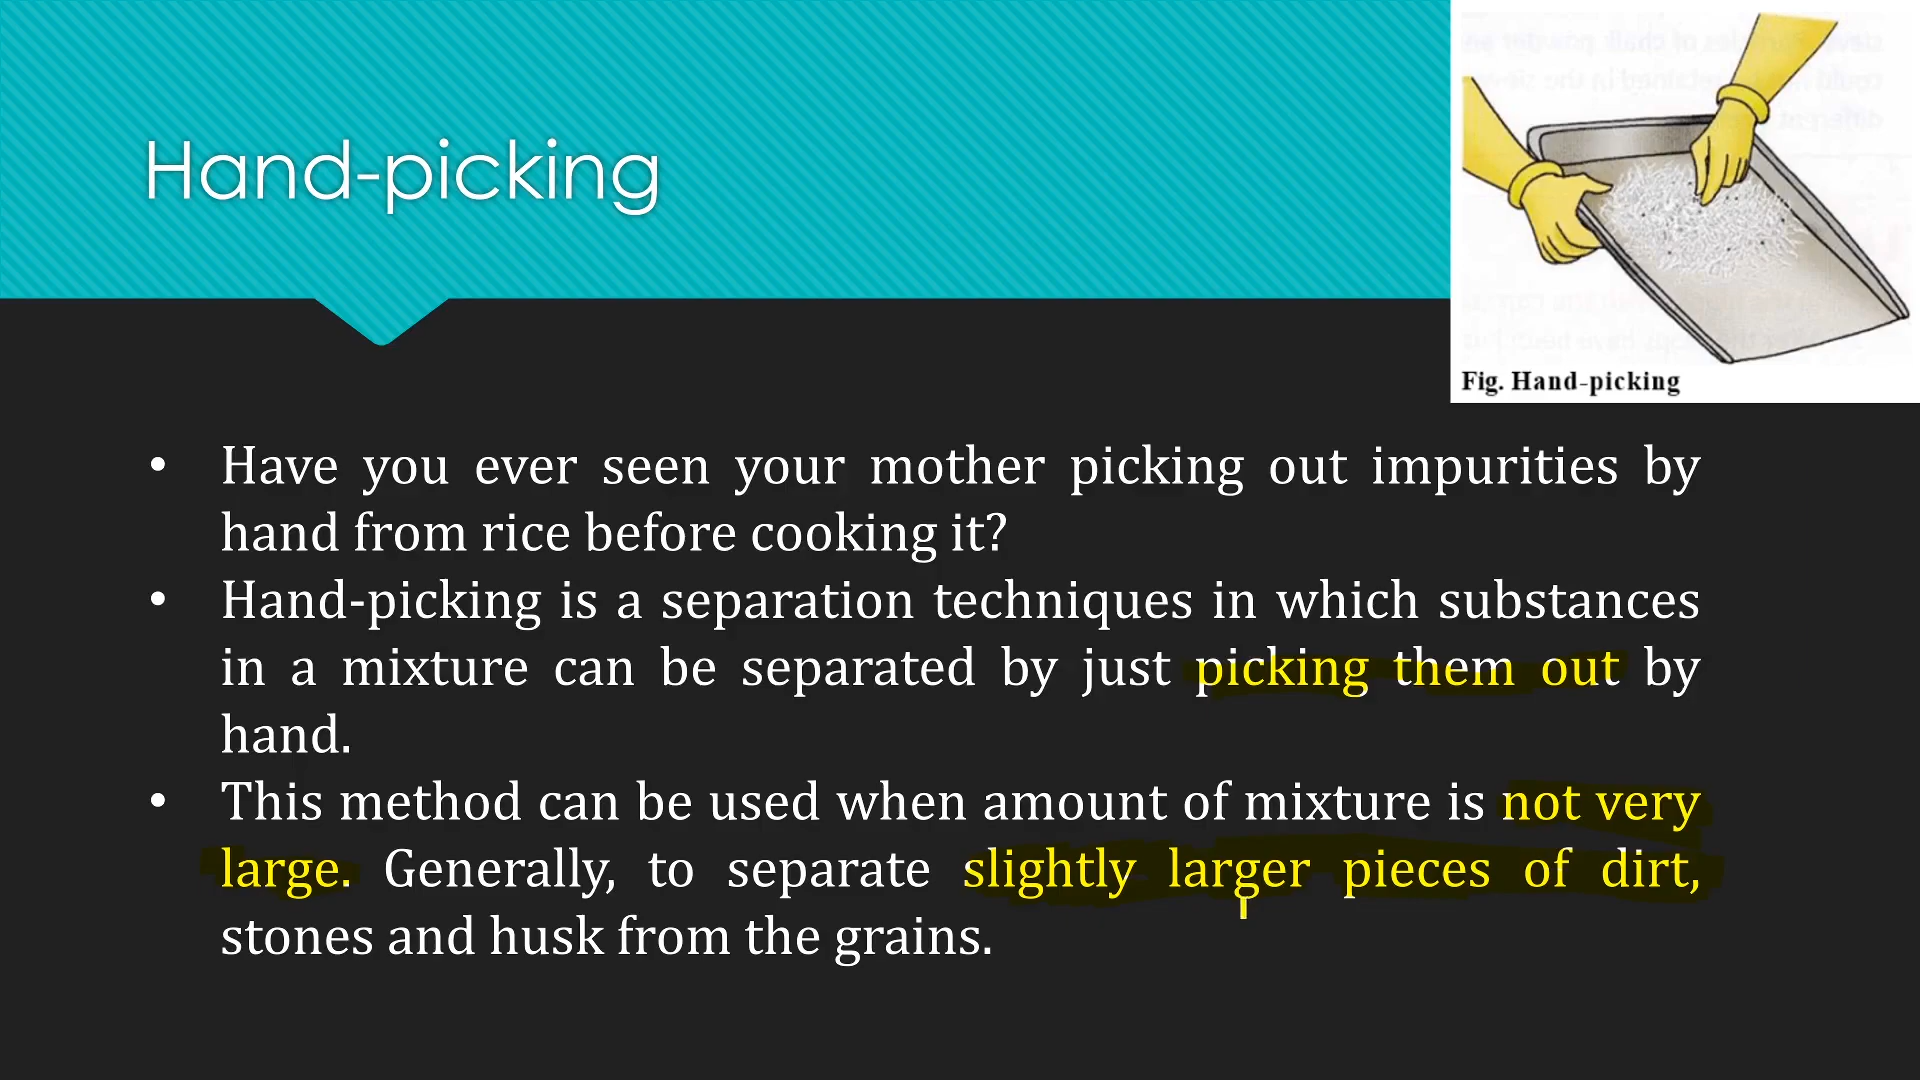 Hand-picking
Fig. Hand-picking
• Have you ever seen your mother picking out impurities by
hand from rice before cooking it?
• Hand-picking is a separation techniques in which substances
in a mixture can be separated by just picking them out by
hand.
• This method can be used when amount of mixture is not very
large. Generally, to separate slightly larger pieces of dirt,
stones and husk from the grains.